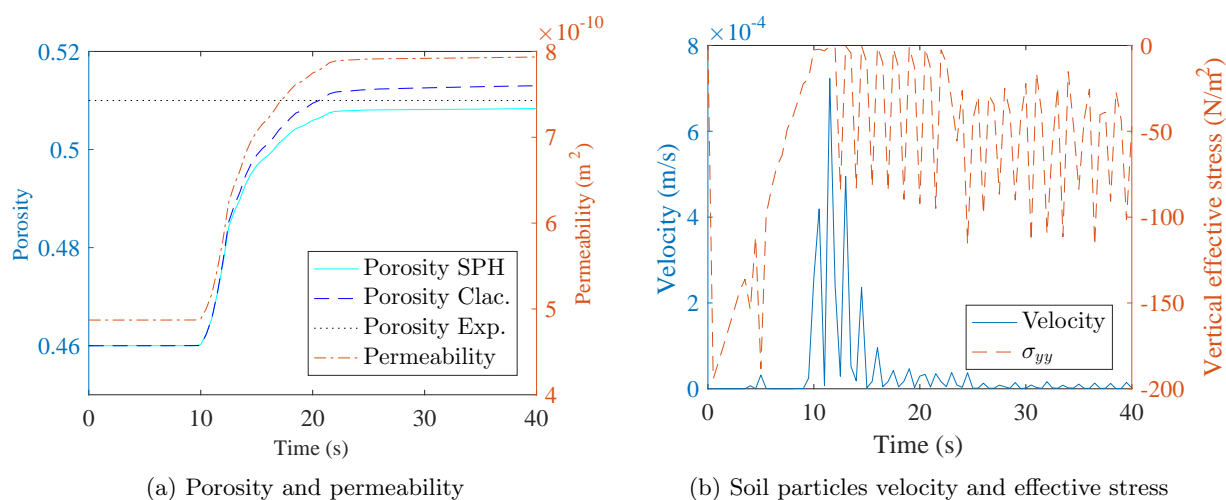 ×10⁻¹⁰
0.52
0.5
0.48
0.46
Porosity
8
7
6
5
4
Permeability (m²)
Porosity SPH
Porosity Clac.
Porosity Exp.
Permeability
0 10 20 30 40
Time (s)
(a) Porosity and permeability
×10⁻⁴
8
6
4
2
0
Velocity (m/s)
0
-50
-100
-150
-200
Vertical effective stress (N/m²)
Velocity
σyy
0 10 20 30 40
Time (s)
(b) Soil particles velocity and effective stress